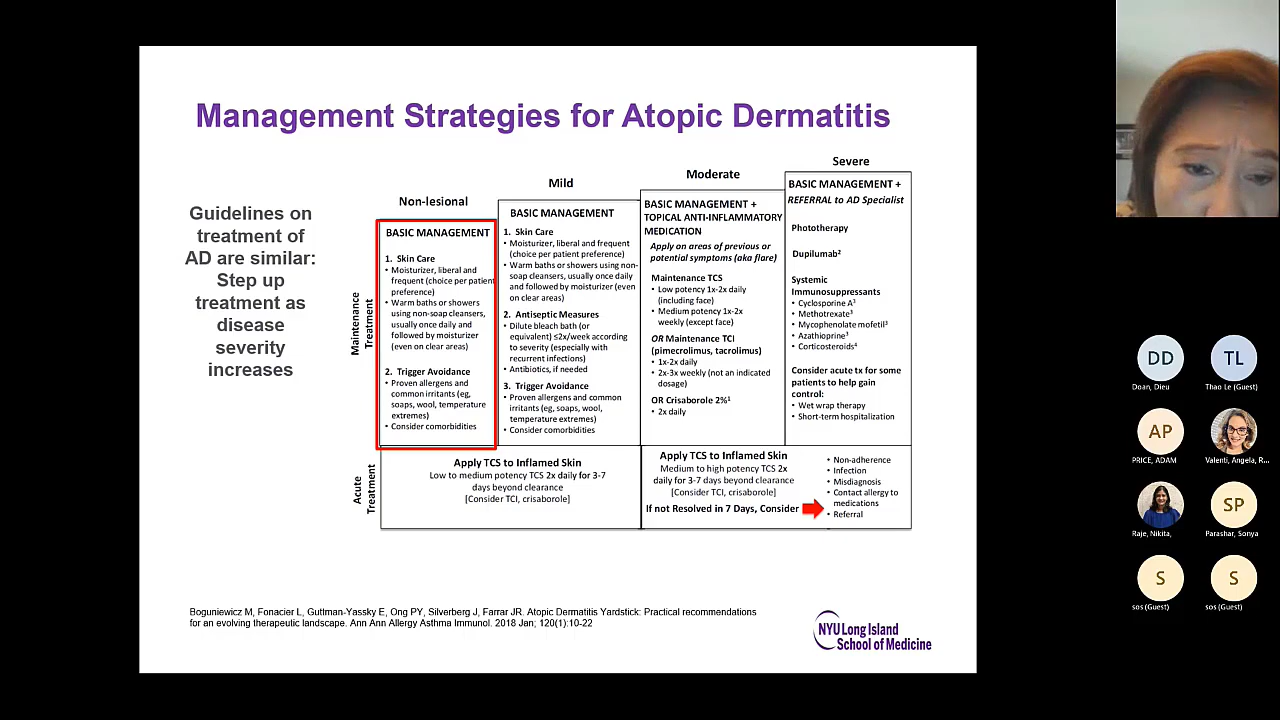 Management Strategies for Atopic Dermatitis
Guidelines on
treatment of
AD are similar:
Step up
treatment as
disease
severity
increases
Maintenance
Treatment
Acute
Treatment
Non-lesional
BASIC MANAGEMENT
1. Skin Care
• Moisturizer, liberal and
frequent (choice per patient
preference)
• Warm baths or showers
using non-soap cleansers,
usually once daily and
followed by moisturizer
(even on clear areas)
2. Trigger Avoidance
• Proven allergens and
common irritants (eg,
soaps, wool, temperature
extremes)
• Consider comorbidities
Mild
BASIC MANAGEMENT
1. Skin Care
• Moisturizer, liberal and frequent
(choice per patient preference)
• Warm baths or showers using non-
soap cleansers, usually once daily
and followed by moisturizer (even
on clear areas)
2. Antiseptic Measures
• Dilute bleach bath (or
equivalent) ≤2x/week according
to severity (especially with
recurrent infections)
• Antibiotics, if needed
3. Trigger Avoidance
• Proven allergens and common
irritants (eg, soaps, wool,
temperature extremes)
• Consider comorbidities
Moderate
BASIC MANAGEMENT +
TOPICAL ANTI-INFLAMMATORY
MEDICATION
Apply on areas of previous or
potential symptoms (aka flare)
Maintenance TCS
• Low potency 1x-2x daily
(including face)
• Medium potency 1x-2x
weekly (except face)
OR Maintenance TCI
(pimecrolimus, tacrolimus)
• 1x-2x daily
• 2x-3x weekly (not an indicated
dosage)
OR Crisaborole 2%¹
• 2x daily
Severe
BASIC MANAGEMENT +
REFERRAL to AD Specialist
Phototherapy
Dupilumab²
Systemic
Immunosuppressants
• Cyclosporine A³
• Methotrexate³
• Mycophenolate mofetil³
• Azathioprine³
• Corticosteroids⁴
Consider acute tx for some
patients to help gain
control:
• Wet wrap therapy
• Short-term hospitalization
Apply TCS to Inflamed Skin
Low to medium potency TCS 2x daily for 3-7
days beyond clearance
[Consider TCI, crisaborole]
Apply TCS to Inflamed Skin
Medium to high potency TCS 2x
daily for 3-7 days beyond clearance
[Consider TCI, crisaborole]
If not Resolved in 7 Days, Consider
• Non-adherence
• Infection
• Misdiagnosis
• Contact allergy to
medications
• Referral
Boguniewicz M, Fonacier L, Guttman-Yassky E, Ong PY, Silverberg J, Farrar JR. Atopic Dermatitis Yardstick: Practical recommendations
for an evolving therapeutic landscape. Ann Ann Allergy Asthma Immunol. 2018 Jan; 120(1):10-22
NYU Long Island
School of Medicine
DD
Doan, Dieu
TL
Thao Le (Guest)
AP
PRICE, ADAM
Valenti, Angela, R...
Raje, Nikita,
SP
Parashar, Sonya
S
sos (Guest)
S
sos (Guest)